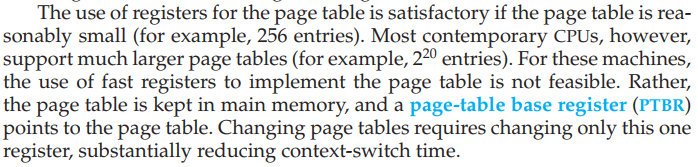 The use of registers for the page table is satisfactory if the page table is rea-
sonably small (for example, 256 entries). Most contemporary CPUs, however,
support much larger page tables (for example, 2²⁰ entries). For these machines,
the use of fast registers to implement the page table is not feasible. Rather,
the page table is kept in main memory, and a page-table base register (PTBR)
points to the page table. Changing page tables requires changing only this one
register, substantially reducing context-switch time.